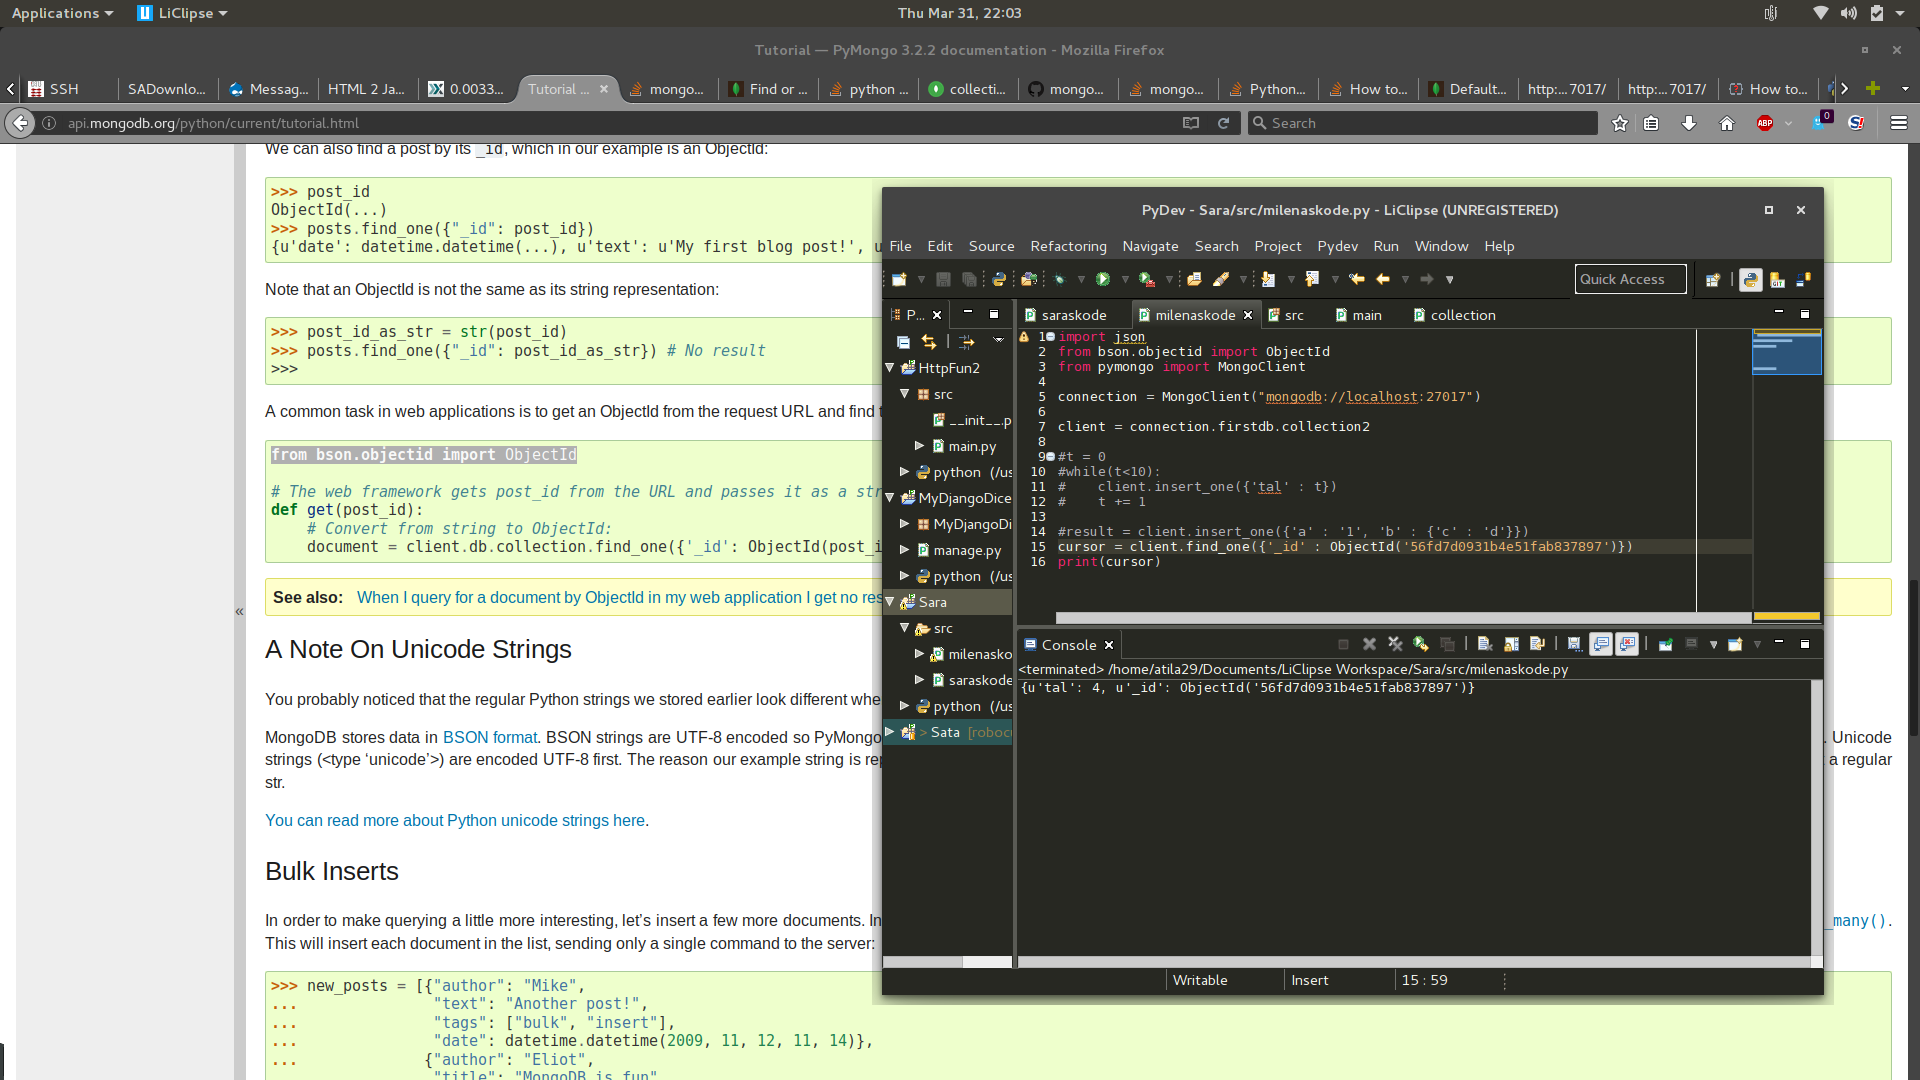 Applications
LiClipse
Thu Mar 31, 22:03
Tutorial — PyMongo 3.2.2 documentation - Mozilla Firefox
SSH
SADownlo...
Messag...
HTML 2 Ja...
0.0033...
Tutorial ...
mongo...
Find or ...
python ...
collecti...
mongo...
mongo...
Python...
How to...
Default...
http:...7017/
http:...7017/
How to...
api.mongodb.org/python/current/tutorial.html
Search
ABP
0
We can also find a post by its _id, which in our example is an ObjectId:
>>> post_id
ObjectId(...)
>>> posts.find_one({"_id": post_id})
{u'date': datetime.datetime(...), u'text': u'My first blog post!', u
Note that an ObjectId is not the same as its string representation:
>>> post_id_as_str = str(post_id)
>>> posts.find_one({"_id": post_id_as_str}) # No result
>>>
A common task in web applications is to get an ObjectId from the request URL and find t
from bson.objectid import ObjectId
# The web framework gets post_id from the URL and passes it as a str
def get(post_id):
# Convert from string to ObjectId:
document = client.db.collection.find_one({'_id': ObjectId(post_i
See also: When I query for a document by ObjectId in my web application I get no res
«
A Note On Unicode Strings
You probably noticed that the regular Python strings we stored earlier look different whe
MongoDB stores data in BSON format. BSON strings are UTF-8 encoded so PyMongo
. Unicode
strings (<type ‘unicode’>) are encoded UTF-8 first. The reason our example string is rep
a regular
str.
You can read more about Python unicode strings here.
Bulk Inserts
In order to make querying a little more interesting, let’s insert a few more documents. In
_many().
This will insert each document in the list, sending only a single command to the server:
>>> new_posts = [{"author": "Mike",
... "text": "Another post!",
... "tags": ["bulk", "insert"],
... "date": datetime.datetime(2009, 11, 12, 11, 14)},
... {"author": "Eliot",
"title": "MongoDB is fun"
PyDev - Sara/src/milenaskode.py - LiClipse (UNREGISTERED)
File Edit Source Refactoring Navigate Search Project Pydev Run Window Help
Quick Access
P...
HttpFun2
src
__init__.p
main.py
python (/us
MyDjangoDice
MyDjangoDi
manage.py
python (/us
Sara
src
milenasko
saraskode
python (/us
> Sata [roboc
saraskode
milenaskode
src
main
collection
1 import json
2 from bson.objectid import ObjectId
3 from pymongo import MongoClient
4
5 connection = MongoClient("mongodb://localhost:27017")
6
7 client = connection.firstdb.collection2
8
9 #t = 0
10 #while(t<10):
11 # client.insert_one({'tal' : t})
12 # t += 1
13
14 #result = client.insert_one({'a' : '1', 'b' : {'c' : 'd'}})
15 cursor = client.find_one({'_id' : ObjectId('56fd7d0931b4e51fab837897')})
16 print(cursor)
Console
<terminated> /home/atila29/Documents/LiClipse Workspace/Sara/src/milenaskode.py
{u'tal': 4, u'_id': ObjectId('56fd7d0931b4e51fab837897')}
Writable
Insert
15 : 59